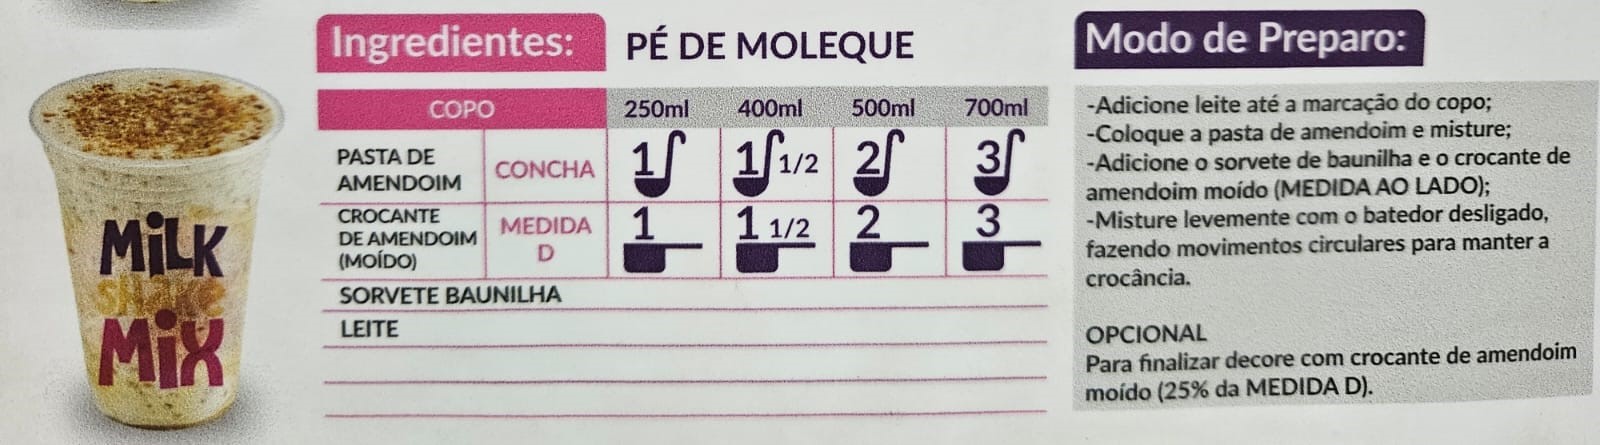 Ingredientes: PÉ DE MOLEQUE
COPO 250ml 400ml 500ml 700ml
PASTA DE
AMENDOIM CONCHA 1 1 1/2 2 3
CROCANTE
DE AMENDOIM
(MOÍDO) MEDIDA
D 1 1 1/2 2 3
SORVETE BAUNILHA
LEITE
Modo de Preparo:
-Adicione leite até a marcação do copo;
-Coloque a pasta de amendoim e misture;
-Adicione o sorvete de baunilha e o crocante de
amendoim moído (MEDIDA AO LADO);
-Misture levemente com o batedor desligado,
fazendo movimentos circulares para manter a
crocância.
OPCIONAL
Para finalizar decore com crocante de amendoim
moído (25% da MEDIDA D).
MiLK
SHAKE
MiX